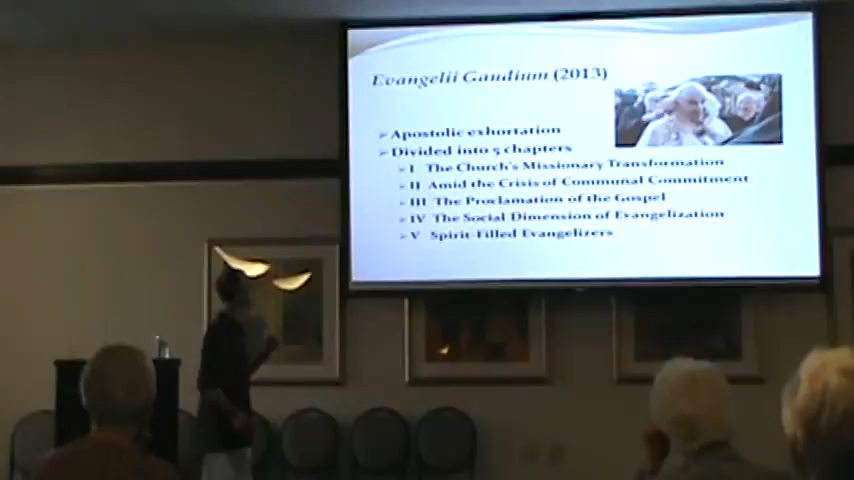 Evangelii Gaudium (2013)
Apostolic exhortation
Divided into 5 chapters
I The Church's Missionary Transformation
II Amid the Crisis of Communal Commitment
III The Proclamation of the Gospel
IV The Social Dimension of Evangelization
V Spirit-Filled Evangelizers